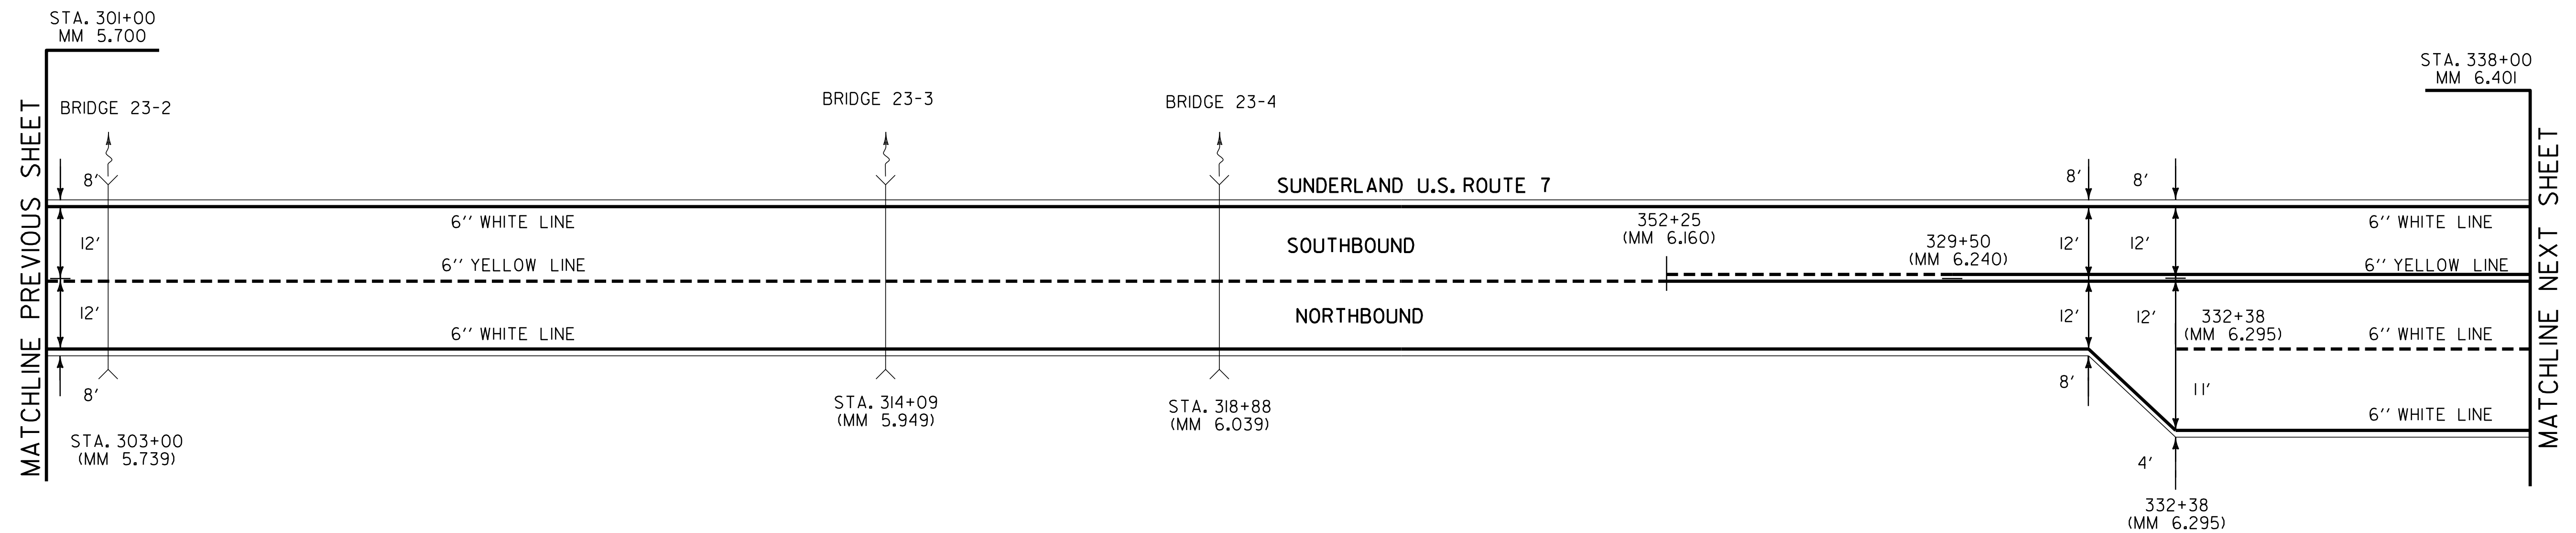 STA. 301+00
MM 5.700
STA. 338+00
MM 6.401
MATCHLINE PREVIOUS SHEET
BRIDGE 23-2
BRIDGE 23-3
BRIDGE 23-4
8'
SUNDERLAND U.S. ROUTE 7
8'
8'
6'' WHITE LINE
352+25
(MM 6.160)
6'' WHITE LINE
12'
SOUTHBOUND
329+50
(MM 6.240)
12'
12'
6'' YELLOW LINE
6'' YELLOW LINE
12'
NORTHBOUND
12'
12'
332+38
(MM 6.295)
6'' WHITE LINE
6'' WHITE LINE
8'
8'
11'
STA. 314+09
(MM 5.949)
STA. 318+88
(MM 6.039)
6'' WHITE LINE
STA. 303+00
(MM 5.739)
4'
332+38
(MM 6.295)
MATCHLINE NEXT SHEET